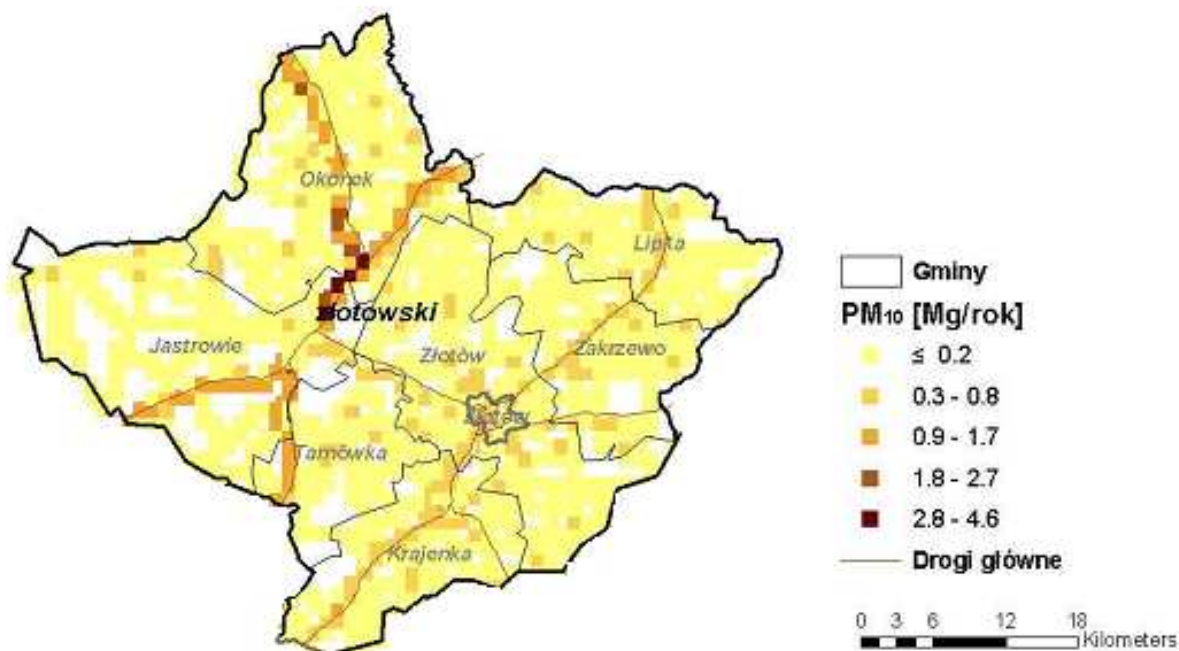 Okonek
Lipka
złotowski
Jastrowie
Złotów
Zakrzewo
Złotów
Tarnówka
Krajenka
Gminy
PM₁₀ [Mg/rok]
≤ 0.2
0.3 - 0.8
0.9 - 1.7
1.8 - 2.7
2.8 - 4.6
Drogi główne
0 3 6 12 18
Kilometers